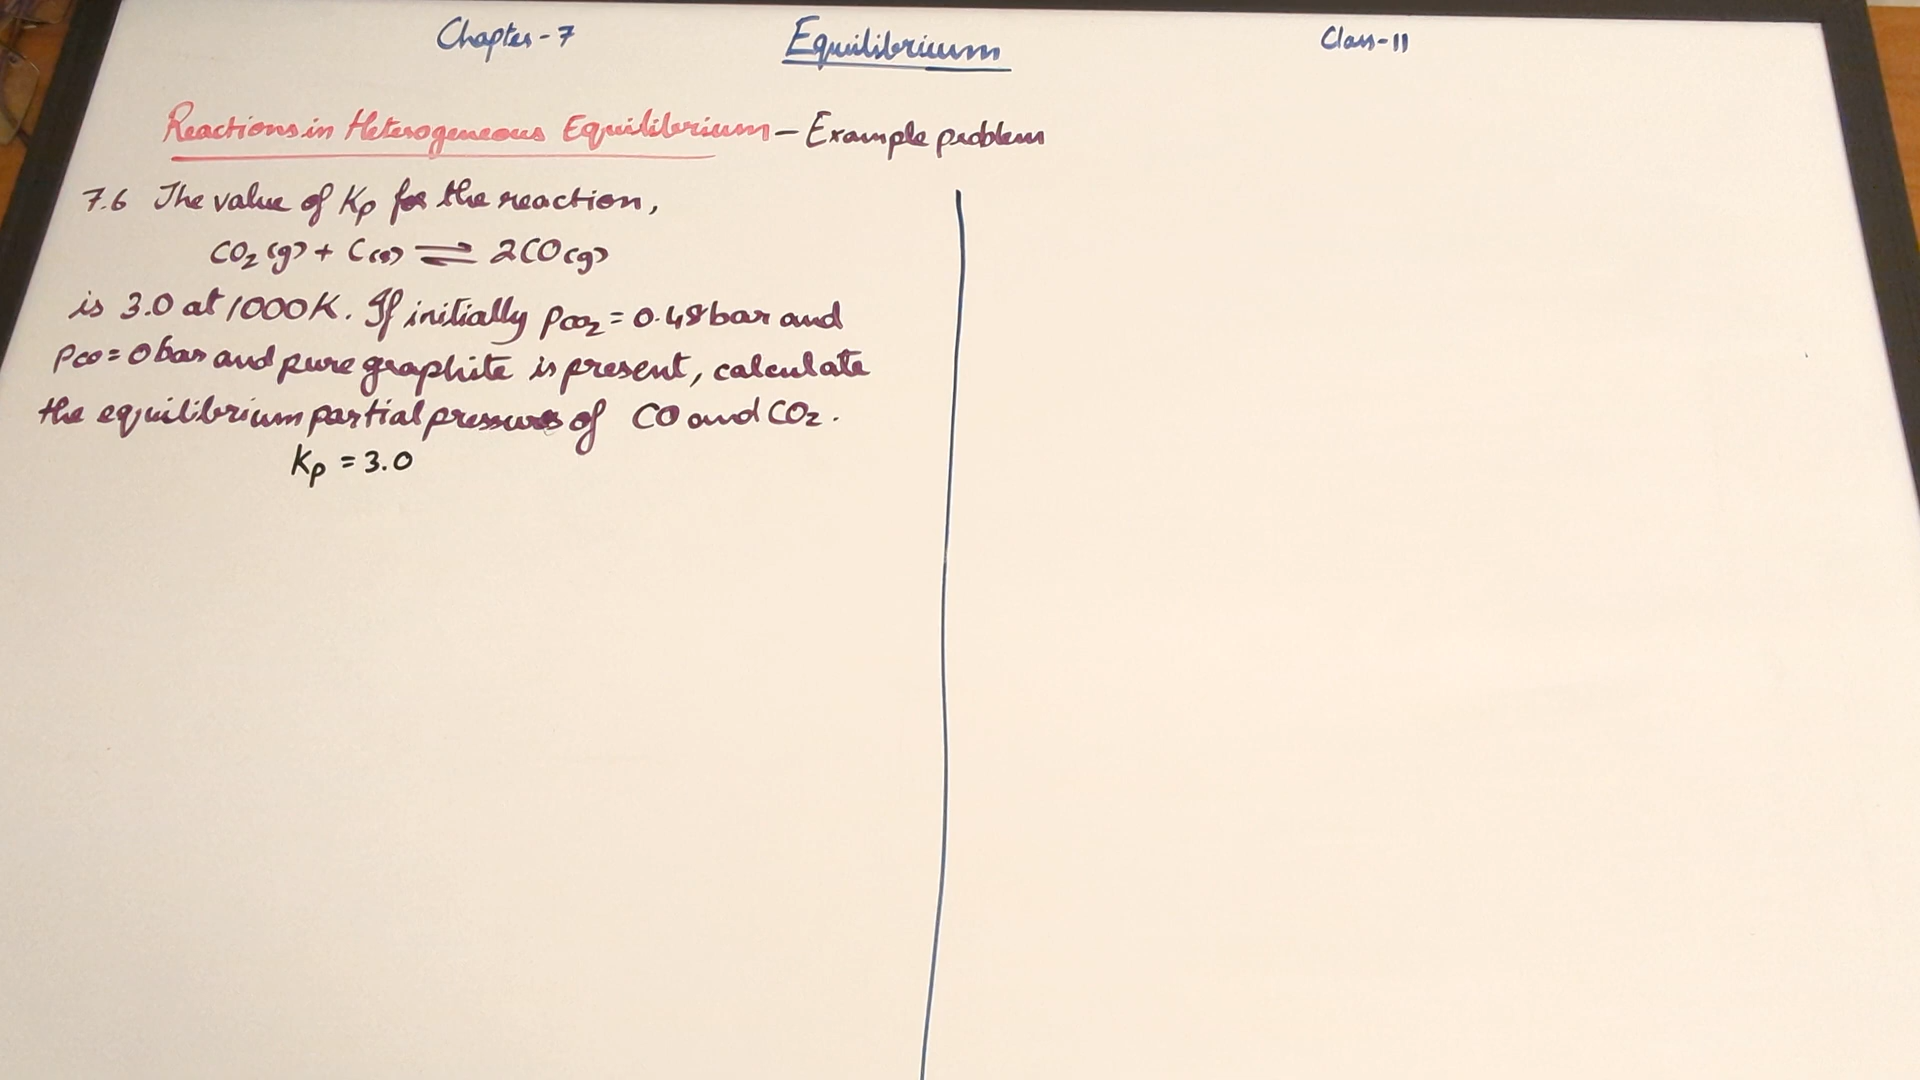 Chapter-7 Equilibrium Class-11
Reactions in Heterogeneous Equilibrium - Example problem
7.6 The value of Kp for the reaction,
CO₂(g) + C(s) ⇌ 2CO(g)
is 3.0 at 1000K. If initially pCO₂ = 0.48 bar and
pCO = 0 bar and pure graphite is present, calculate
the equilibrium partial pressures of CO and CO₂.
Kp = 3.0